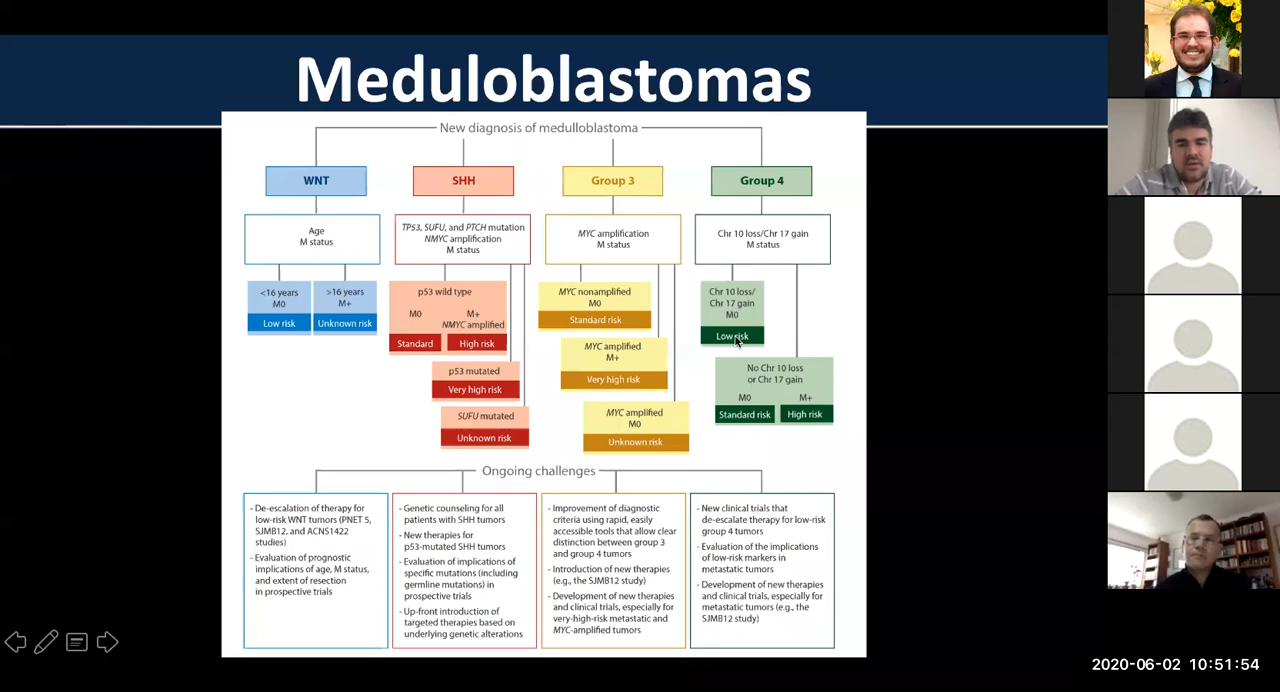 Meduloblastomas
New diagnosis of medulloblastoma
WNT
SHH
Group 3
Group 4
Age
M status
TP53, SUFU, and PTCH mutation
NMYC amplification
M status
MYC amplification
M status
Chr 10 loss/Chr 17 gain
M status
<16 years
M0
Low risk
>16 years
M+
Unknown risk
p53 wild type
M0
M+
NMYC amplified
Standard
High risk
p53 mutated
Very high risk
SUFU mutated
Unknown risk
MYC nonamplified
M0
Standard risk
MYC amplified
M+
Very high risk
MYC amplified
M0
Unknown risk
Chr 10 loss/
Chr 17 gain
M0
Low risk
No Chr 10 loss
or Chr 17 gain
M0
M+
Standard risk
High risk
Ongoing challenges
- De-escalation of therapy for
low-risk WNT tumors (PNET 5,
SJMB12, and ACNS1422
studies)
- Evaluation of prognostic
implications of age, M status,
and extent of resection
in prospective trials
- Genetic counseling for all
patients with SHH tumors
- New therapies for
p53-mutated SHH tumors
- Evaluation of implications of
specific mutations (including
germline mutations) in
prospective trials
- Up-front introduction of
targeted therapies based on
underlying genetic alterations
- Improvement of diagnostic
criteria using rapid, easily
accessible tools that allow clear
distinction between group 3
and group 4 tumors
- Introduction of new therapies
(e.g., the SJMB12 study)
- Development of new therapies
and clinical trials, especially for
very-high-risk metastatic and
MYC-amplified tumors
- New clinical trials that
de-escalate therapy for low-risk
group 4 tumors
- Evaluation of the implications
of low-risk markers in
metastatic tumors
- Development of new therapies
and clinical trials, especially for
metastatic tumors (e.g., the
SJMB12 study)
2020-06-02 10:51:54